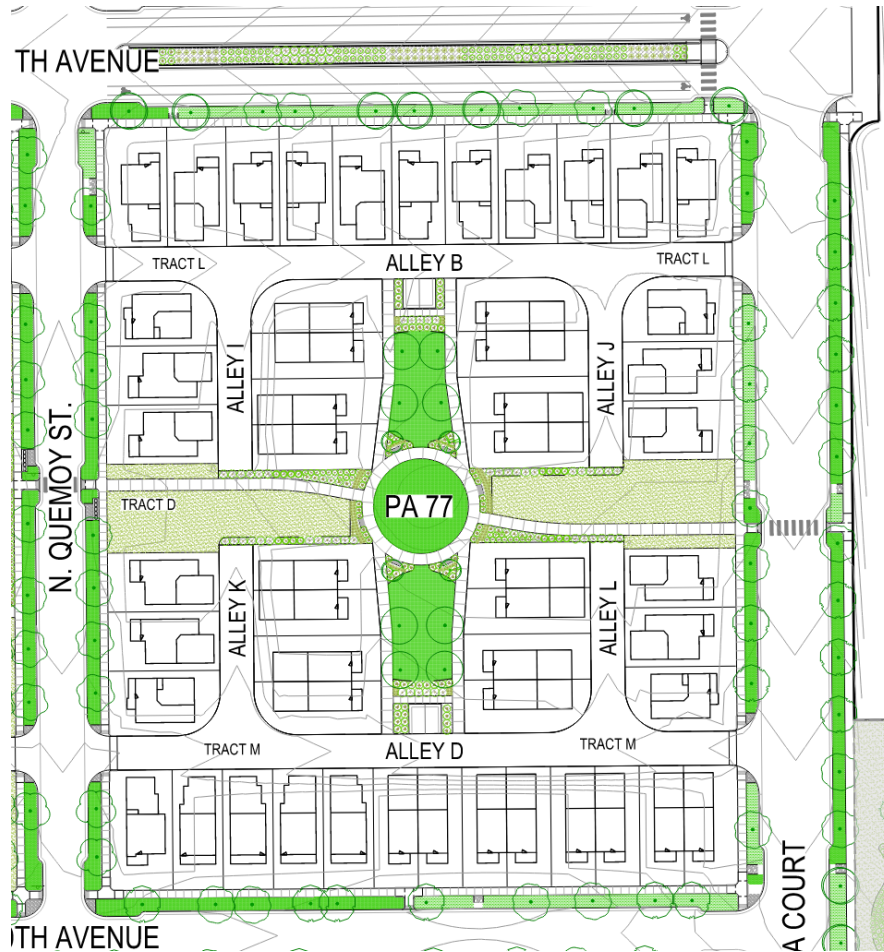 TH AVENUE
TRACT L
ALLEY B
TRACT L
ALLEY I
ALLEY J
N. QUEMOY ST.
TRACT D
PA 77
ALLEY K
ALLEY L
TRACT M
ALLEY D
TRACT M
A COURT
0TH AVENUE